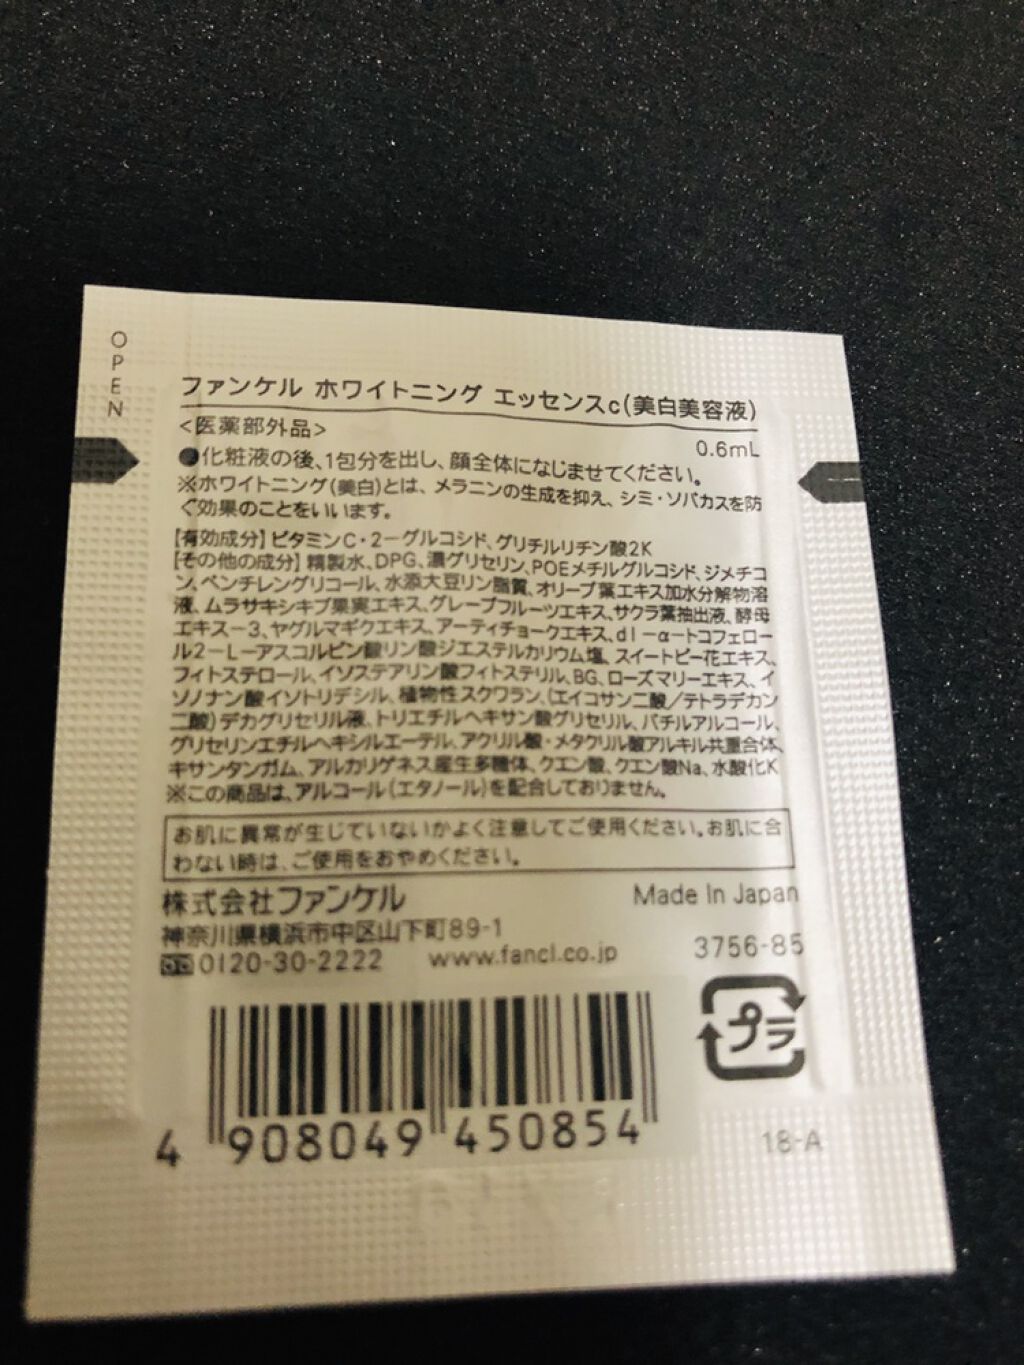 OPEN
ファンケル ホワイトニング エッセンスc(美白美容液)
<医薬部外品>
0.6mL
●化粧液の後、1包分を出し、顔全体になじませてください。
※ホワイトニング(美白)とは、メラニンの生成を抑え、シミ・ソバカスを防
ぐ効果のことをいいます。
【有効成分】ビタミンC・2−グルコシド、グリチルリチン酸2K
【その他の成分】精製水、DPG、濃グリセリン、POEメチルグルコシド、ジメチコ
ン、ペンチレングリコール、水添大豆リン脂質、オリーブ葉エキス加水分解物溶
液、ムラサキシキブ果実エキス、グレープフルーツエキス、サクラ葉抽出液、酵母
エキス−3、ヤグルマギクエキス、アーティチョークエキス、dl−α−トコフェロー
ル2−L−アスコルビン酸リン酸ジエステルカリウム塩、スイートピー花エキス、
フィトステロール、イソステアリン酸フィトステリル、BG、ローズマリーエキス、イ
ソノナン酸イソトリデシル、植物性スクワラン、(エイコサン二酸/テトラデカン
二酸)デカグリセリル液、トリエチルヘキサン酸グリセリル、バチルアルコール、
グリセリンエチルヘキシルエーテル、アクリル酸・メタクリル酸アルキル共重合体、
キサンタンガム、アルカリゲネス産生多糖体、クエン酸、クエン酸Na、水酸化K
※この商品は、アルコール(エタノール)を配合しておりません。
お肌に異常が生じていないかよく注意してご使用ください。お肌に合
わない時は、ご使用をおやめください。
株式会社ファンケル
Made In Japan
神奈川県横浜市中区山下町89-1
0120-30-2222 www.fancl.co.jp
3756-85
プラ
4 908049 450854
18-A